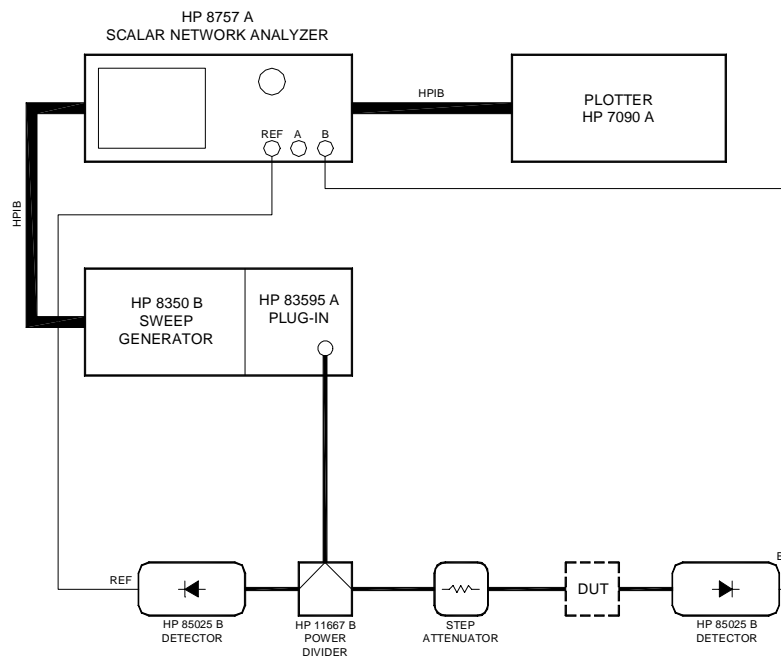 HP 8757 A
SCALAR NETWORK ANALYZER
HPIB
PLOTTER
HP 7090 A
REF A B
HPIB
HP 8350 B
SWEEP
GENERATOR
HP 83595 A
PLUG-IN
REF
B
DUT
HP 85025 B
DETECTOR
HP 11667 B
POWER
DIVIDER
STEP
ATTENUATOR
HP 85025 B
DETECTOR